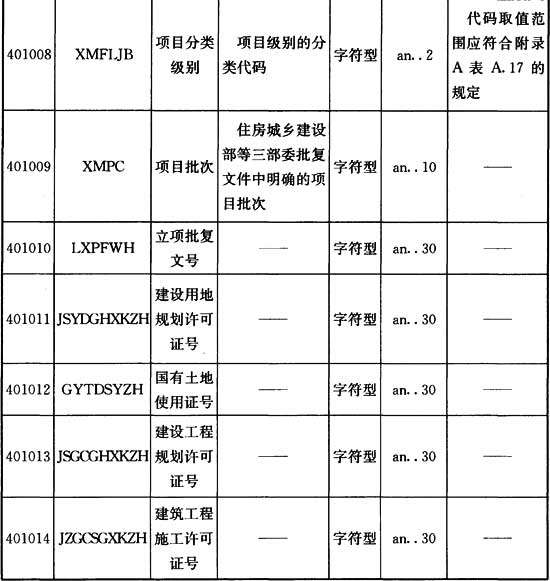 代码取值范
围应符合附录
A 表 A.17 的
规定
401008 XMFLJB 项目分类级别 项目级别的分类代码 字符型 an..2
401009 XMPC 项目批次 住房城乡建设部等三部委批复文件中明确的项目批次 字符型 an..10 ——
401010 LXPFWH 立项批复文号 —— 字符型 an..30 ——
401011 JSYDGHXKZH 建设用地规划许可证号 —— 字符型 an..30 ——
401012 GYTDSYZH 国有土地使用证号 —— 字符型 an..30 ——
401013 JSGCGHXKZH 建设工程规划许可证号 —— 字符型 an..30 ——
401014 JZGCSGXKZH 建筑工程施工许可证号 —— 字符型 an..30 ——